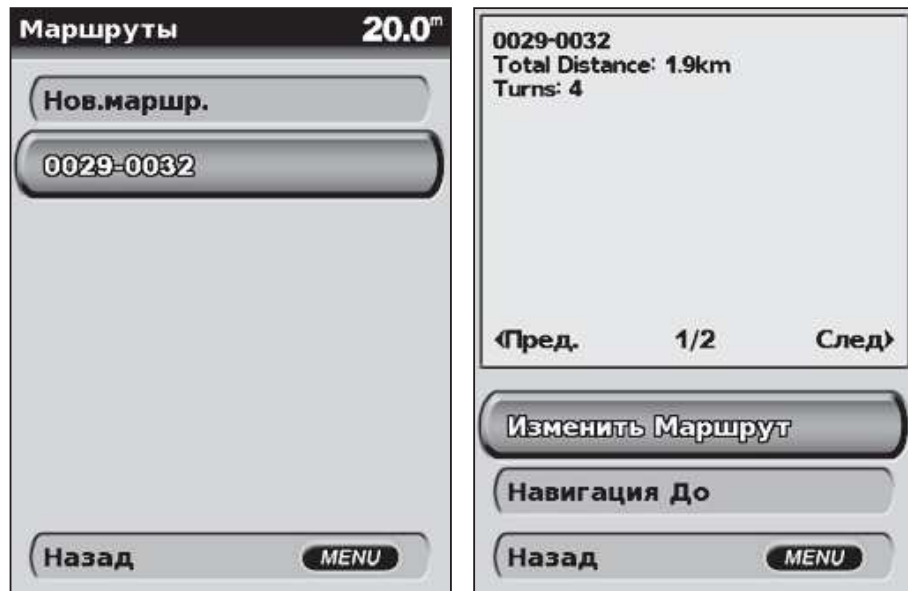 Маршруты 20.0m
Нов.маршр.
0029-0032
Назад MENU
0029-0032
Total Distance: 1.9km
Turns: 4
Пред. 1/2 След
Изменить Маршрут
Навигация До
Назад MENU